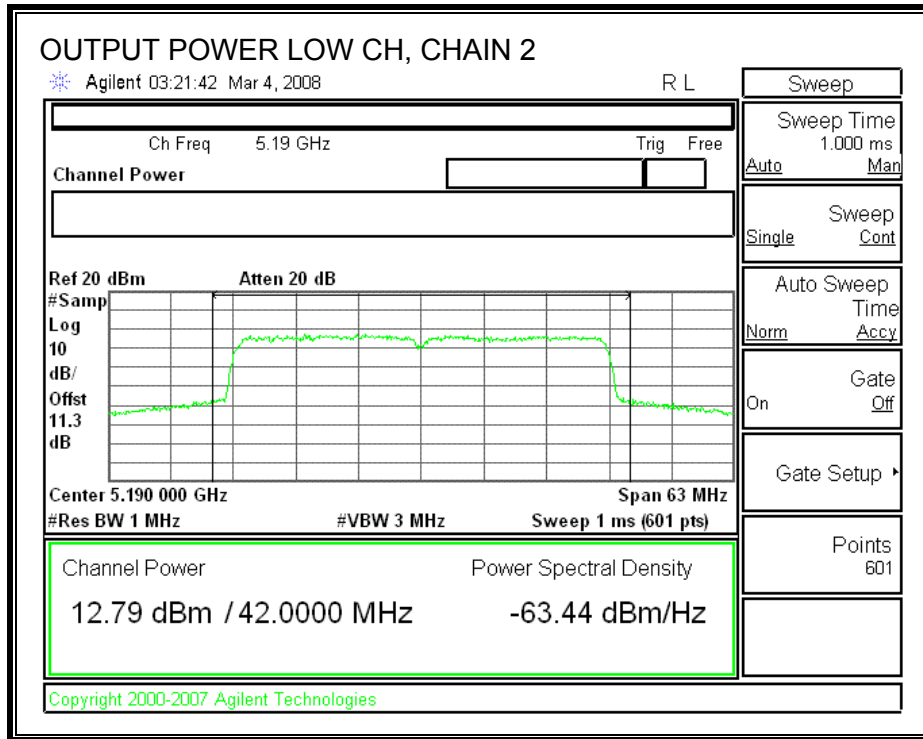 OUTPUT POWER LOW CH, CHAIN 2
Agilent 03:21:42 Mar 4, 2008 R L
Ch Freq 5.19 GHz Trig Free
Channel Power
Ref 20 dBm Atten 20 dB
#Samp
Log
10
dB/
Offst
11.3
dB
Center 5.190 000 GHz Span 63 MHz
#Res BW 1 MHz #VBW 3 MHz Sweep 1 ms (601 pts)
Channel Power Power Spectral Density
12.79 dBm / 42.0000 MHz -63.44 dBm/Hz
Copyright 2000-2007 Agilent Technologies
Sweep
Sweep Time
1.000 ms
Auto Man
Sweep
Single Cont
Auto Sweep
Time
Norm Accy
Gate
On Off
Gate Setup
Points
601